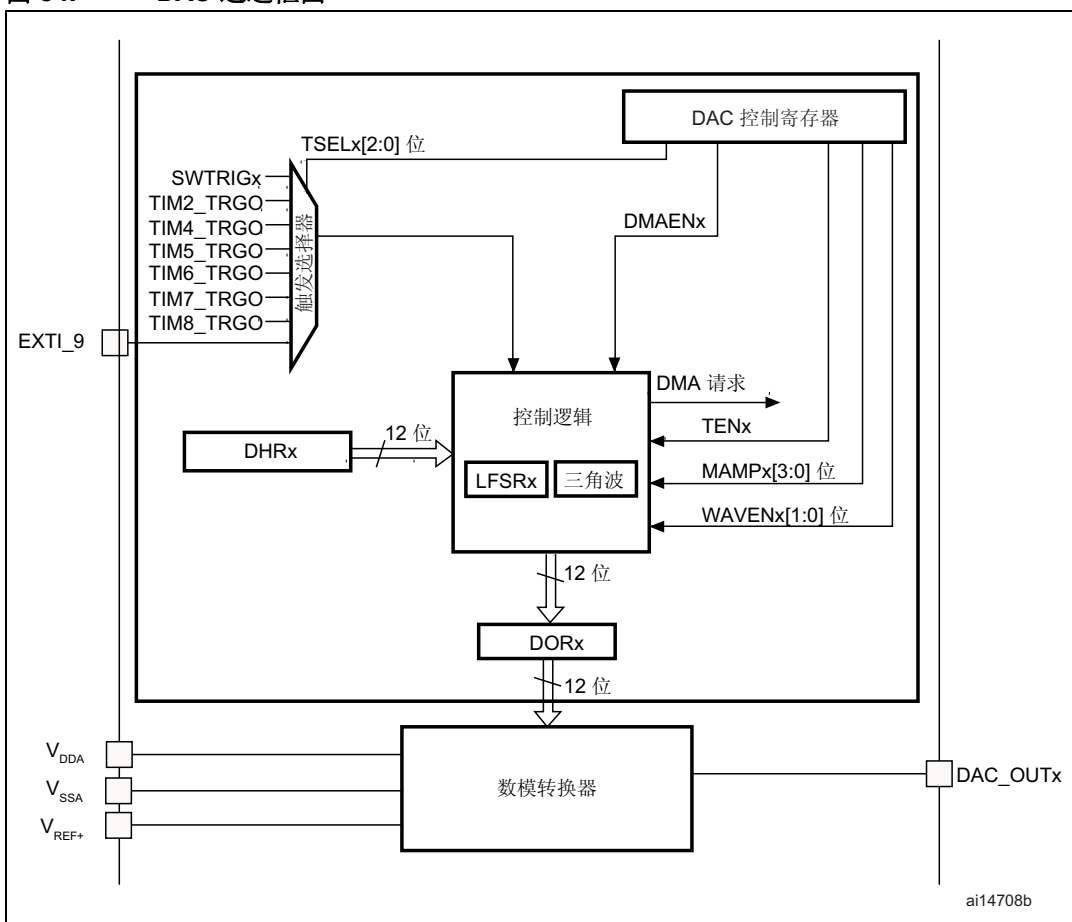 DAC 控制寄存器
TSELx[2:0] 位
SWTRIGx
TIM2_TRGO
TIM4_TRGO
TIM5_TRGO
TIM6_TRGO
TIM7_TRGO
TIM8_TRGO
触发选择器
DMAENx
EXTI_9
DMA 请求
控制逻辑
TENx
DHRx
12 位
LFSRx
三角波
MAMPx[3:0] 位
WAVENx[1:0] 位
12 位
DORx
12 位
VDDA
VSSA
VREF+
数模转换器
DAC_OUTx
ai14708b